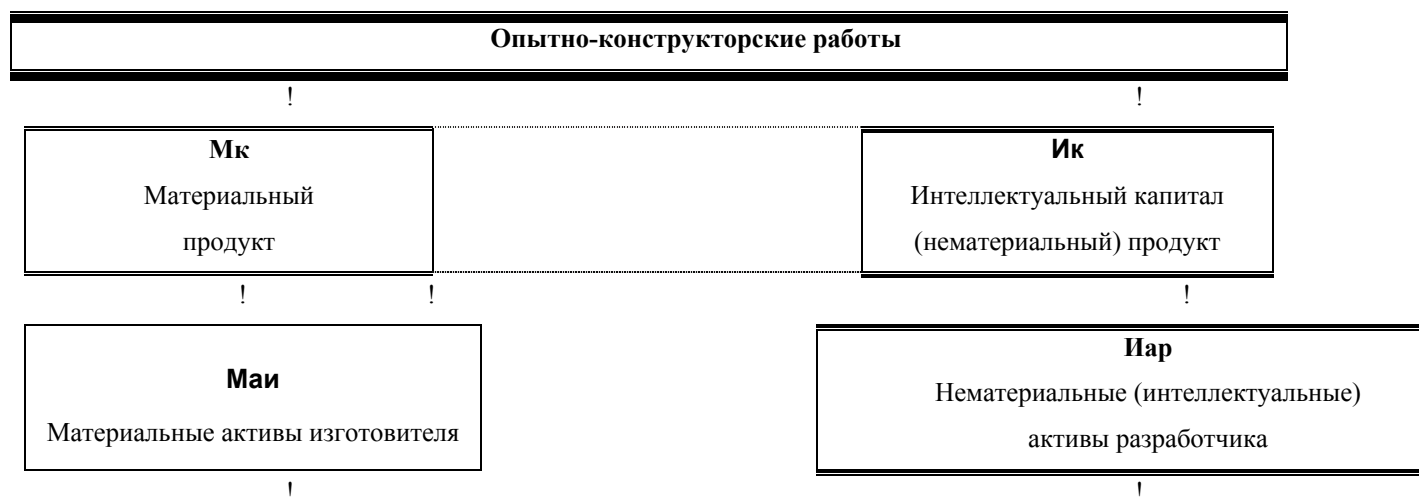 Опытно-конструкторские работы
! !
Мк
Материальный
продукт
Ик
Интеллектуальный капитал
(нематериальный) продукт
! ! !
Маи
Материальные активы изготовителя
Иар
Нематериальные (интеллектуальные)
активы разработчика
! !